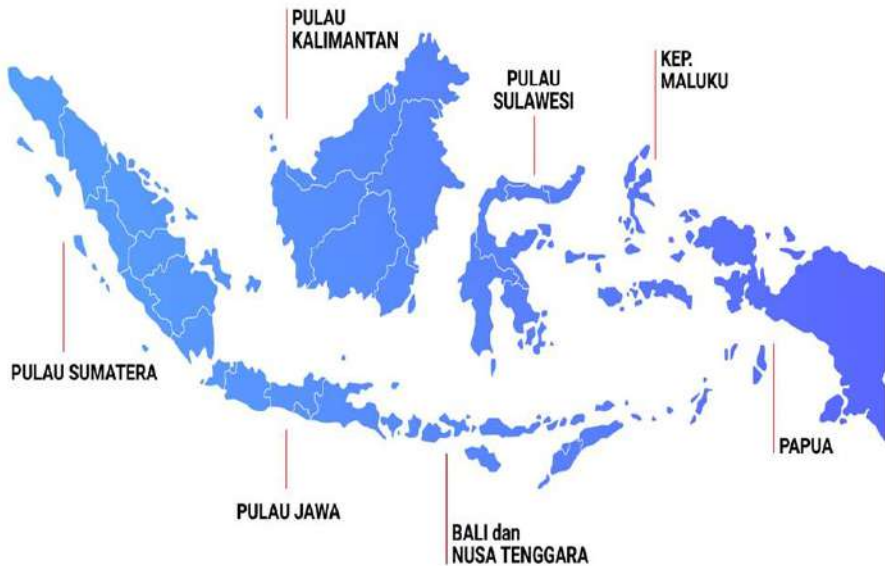 PULAU
KALIMANTAN
PULAU
SULAWESI
KEP.
MALUKU
PULAU SUMATERA
PULAU JAWA
BALI dan
NUSA TENGGARA
PAPUA